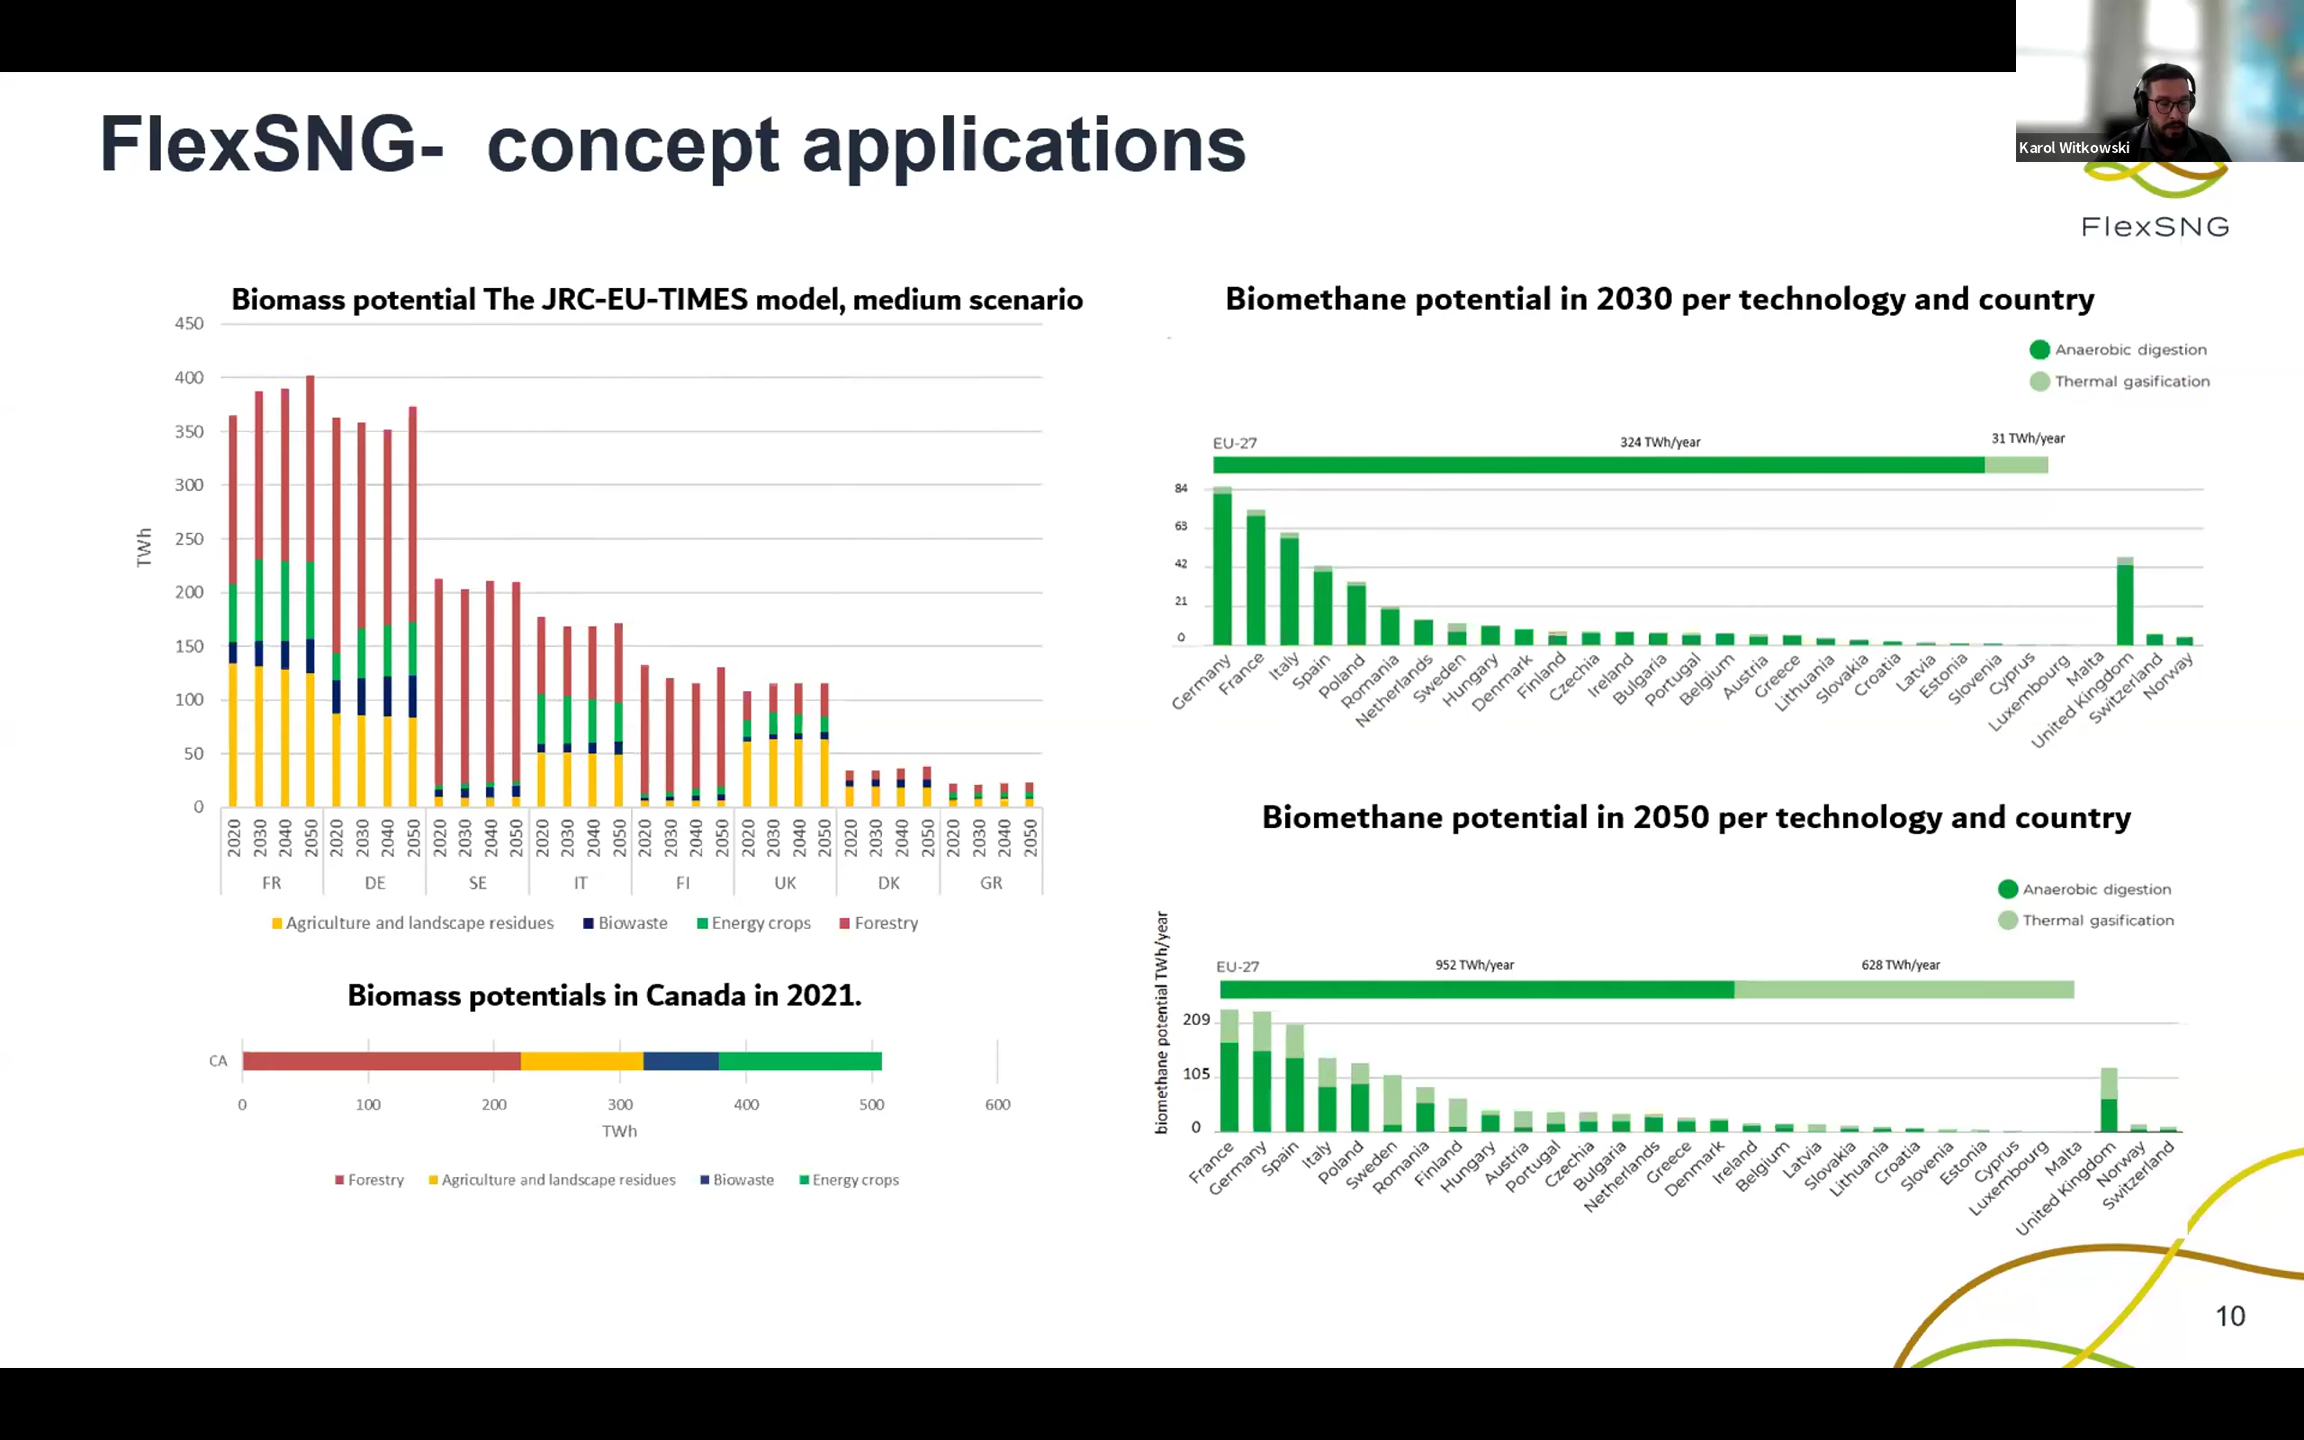 FlexSNG- concept applications
Karol Witkowski
FlexSNG
Biomass potential The JRC-EU-TIMES model, medium scenario
450
400
350
300
250
200
150
100
50
0
TWh
2020 2030 2040 2050 2020 2030 2040 2050 2020 2030 2040 2050 2020 2030 2040 2050 2020 2030 2040 2050 2020 2030 2040 2050 2020 2030 2040 2050 2020 2030 2040 2050
FR DE SE IT FI UK DK GR
Agriculture and landscape residues Biowaste Energy crops Forestry
Biomass potentials in Canada in 2021.
CA
0 100 200 300 400 500 600
TWh
Forestry Agriculture and landscape residues Biowaste Energy crops
Biomethane potential in 2030 per technology and country
Anaerobic digestion
Thermal gasification
EU-27 324 TWh/year 31 TWh/year
84
63
42
21
0
Germany France Italy Spain Poland Romania Netherlands Sweden Hungary Denmark Finland Czechia Ireland Bulgaria Portugal Belgium Austria Greece Lithuania Slovakia Croatia Latvia Estonia Slovenia Cyprus Luxembourg Malta United Kingdom Switzerland Norway
Biomethane potential in 2050 per technology and country
Anaerobic digestion
Thermal gasification
biomethane potential TWh/year
EU-27 952 TWh/year 628 TWh/year
209
105
0
France Germany Spain Italy Poland Sweden Romania Finland Hungary Austria Portugal Czechia Bulgaria Netherlands Greece Denmark Ireland Belgium Latvia Slovakia Lithuania Croatia Slovenia Estonia Cyprus Luxembourg Malta United Kingdom Norway Switzerland
10